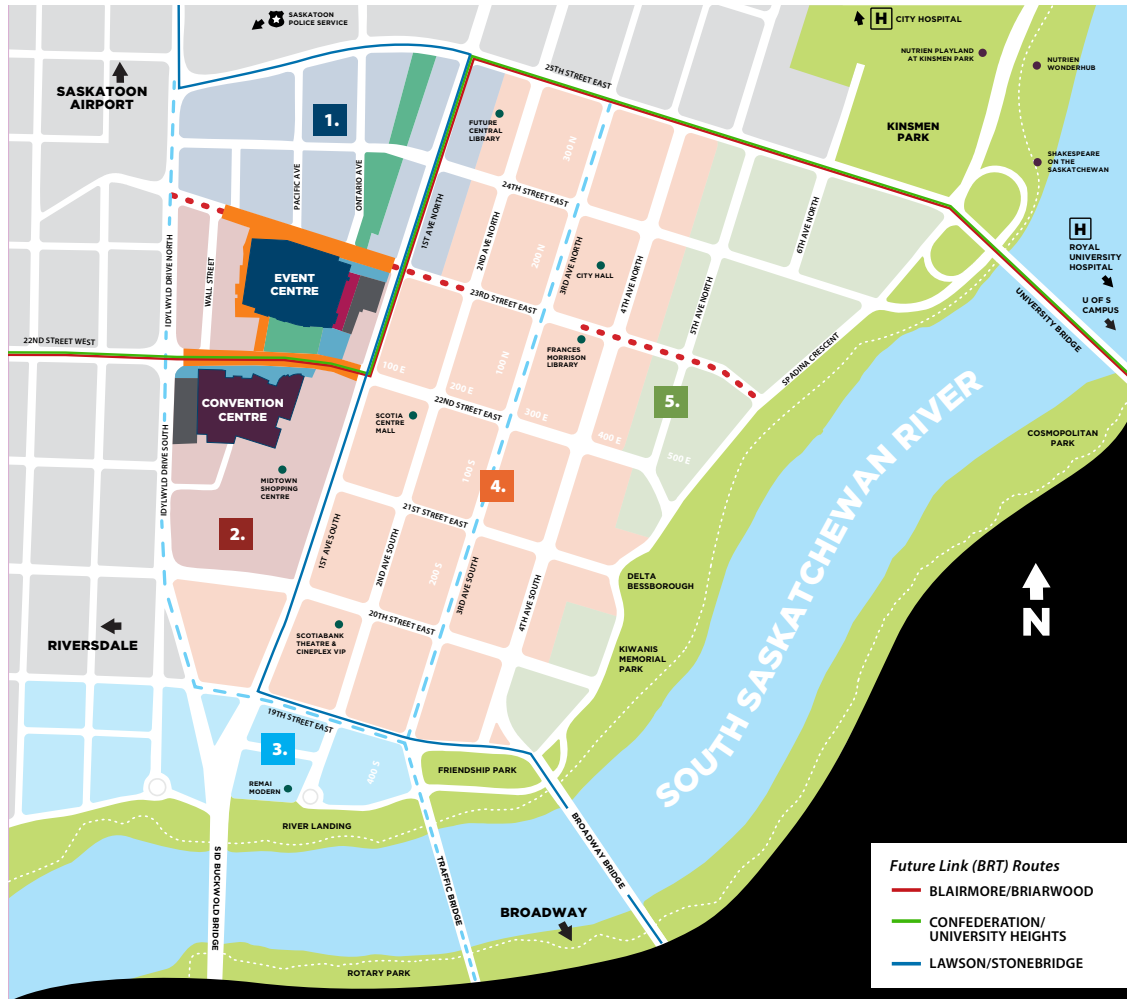 SASKATOON
POLICE SERVICE
H
CITY HOSPITAL
NUTRIEN PLAYLAND
AT KINSMEN PARK
NUTRIEN
WONDERHUB
25TH STREET EAST
SASKATOON
AIRPORT
1.
FUTURE
CENTRAL
LIBRARY
KINSMEN
PARK
300 N
SHAKESPEARE
ON THE
SASKATCHEWAN
PACIFIC AVE
ONTARIO AVE
24TH STREET EAST
1ST AVE NORTH
2ND AVE NORTH
200 N
3RD AVE NORTH
6TH AVE NORTH
H
ROYAL
UNIVERSITY
HOSPITAL
U OF S
CAMPUS
IDYLWYLD DRIVE NORTH
WALL STREET
EVENT
CENTRE
CITY HALL
4TH AVE NORTH
5TH AVE NORTH
23RD STREET EAST
UNIVERSITY BRIDGE
22ND STREET WEST
FRANCES
MORRISON
LIBRARY
SPADINA CRESCENT
100 E
100 N
200 E
300 E
400 E
500 E
5.
CONVENTION
CENTRE
SCOTIA
CENTRE
MALL
22ND STREET EAST
COSMOPOLITAN
PARK
IDYLWYLD DRIVE SOUTH
MIDTOWN
SHOPPING
CENTRE
100 S
4.
2.
21ST STREET EAST
1ST AVE SOUTH
2ND AVE SOUTH
200 S
3RD AVE SOUTH
4TH AVE SOUTH
DELTA
BESSBOROUGH
SOUTH SASKATCHEWAN RIVER
N
20TH STREET EAST
RIVERSDALE
SCOTIABANK
THEATRE &
CINEPLEX VIP
KIWANIS
MEMORIAL
PARK
19TH STREET EAST
3.
400 S
REMAI
MODERN
FRIENDSHIP PARK
RIVER LANDING
SID BUCKWOLD BRIDGE
TRAFFIC BRIDGE
BROADWAY BRIDGE
BROADWAY
ROTARY PARK
Future Link (BRT) Routes
BLAIRMORE/BRIARWOOD
CONFEDERATION/
UNIVERSITY HEIGHTS
LAWSON/STONEBRIDGE